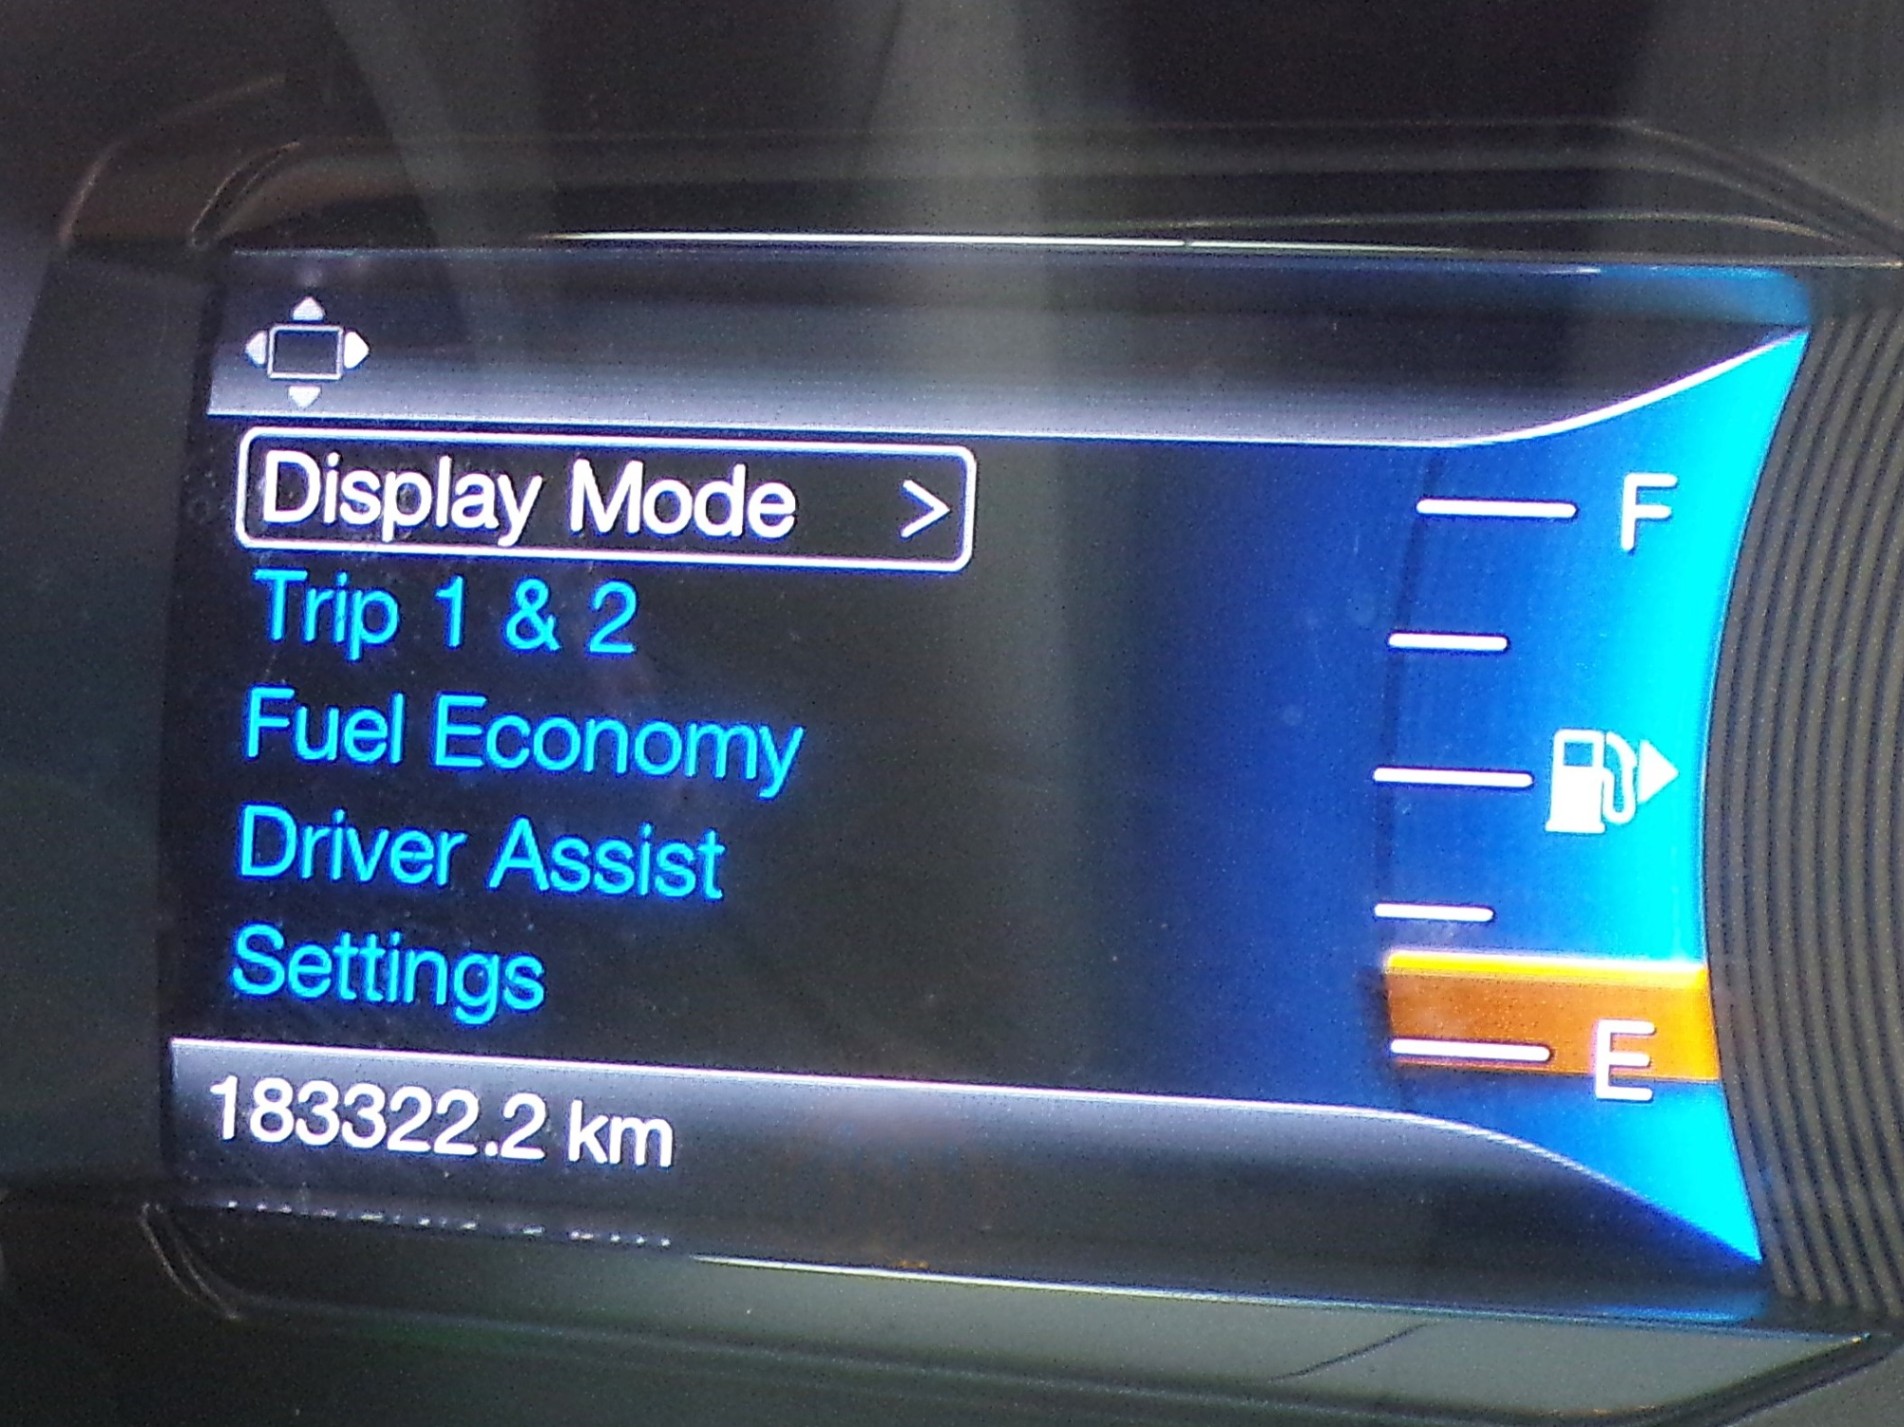 Display Mode >
Trip 1 & 2
Fuel Economy
Driver Assist
Settings
183322.2 km
F
E